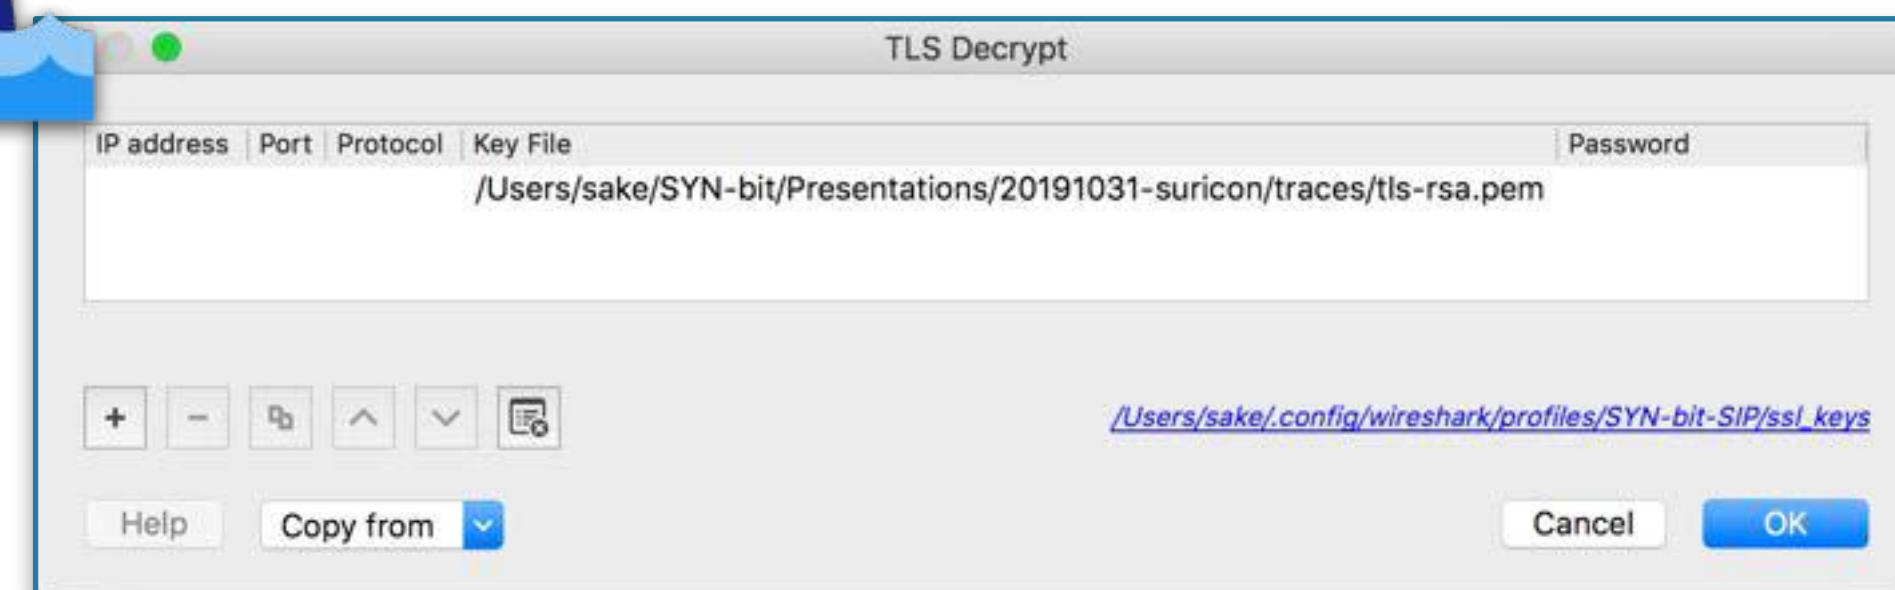 TLS Decrypt
IP address Port Protocol Key File Password
/Users/sake/SYN-bit/Presentations/20191031-suricon/traces/tls-rsa.pem
+ −
/Users/sake/.config/wireshark/profiles/SYN-bit-SIP/ssl_keys
Help Copy from Cancel OK